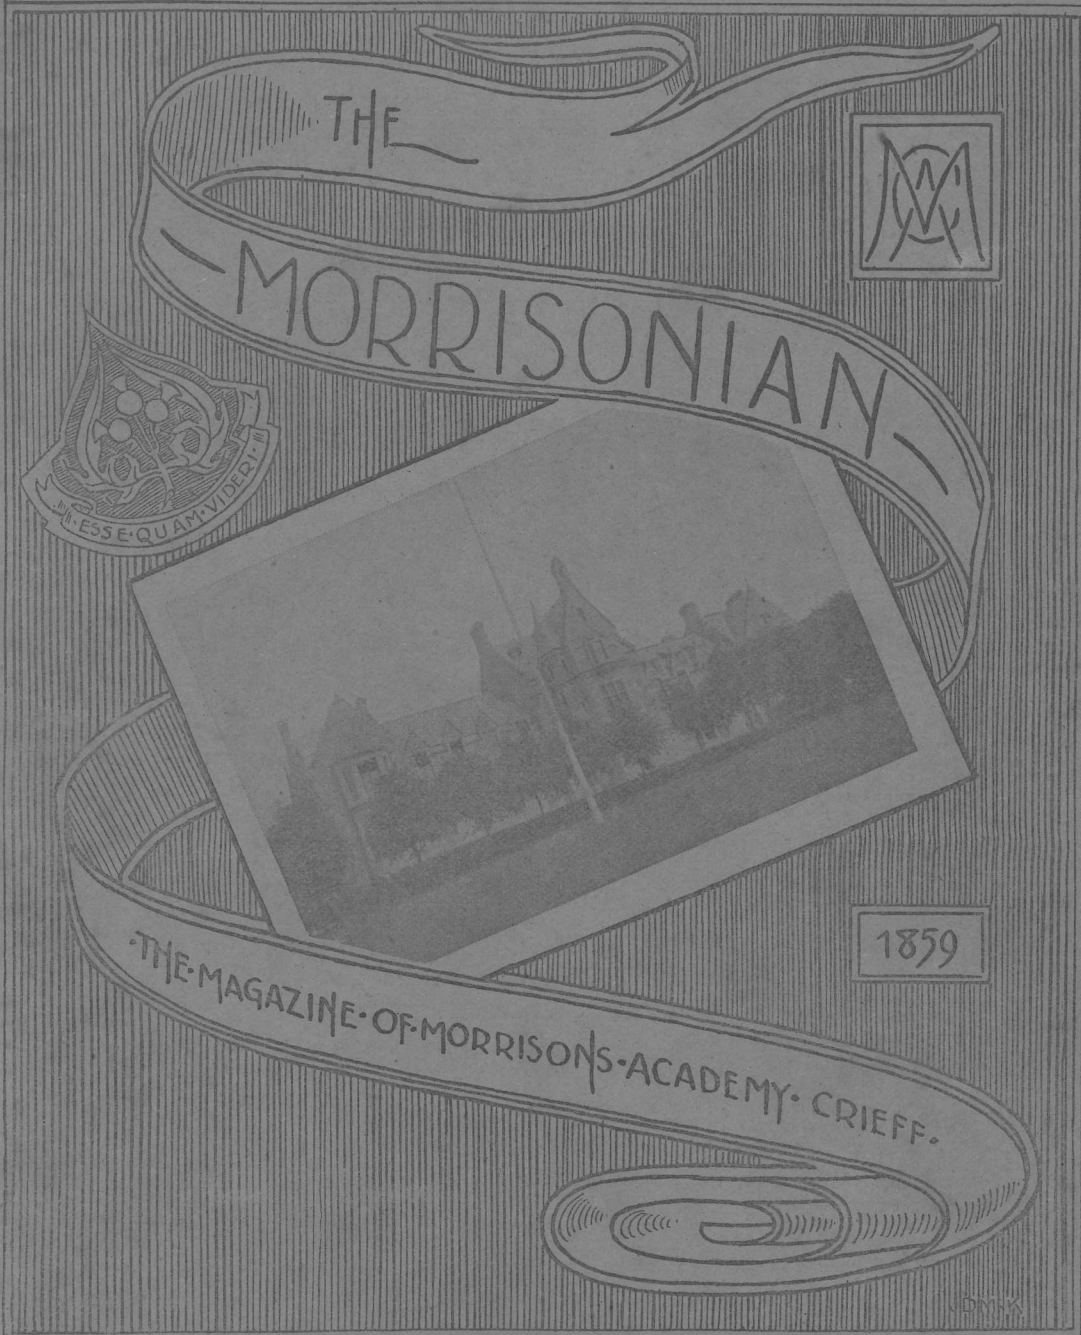 THE
MORRISONIAN
ESSE·QUAM·VIDERI
1859
·THE·MAGAZINE·OF·MORRISONS·ACADEMY·CRIEFF·
D.M.K.